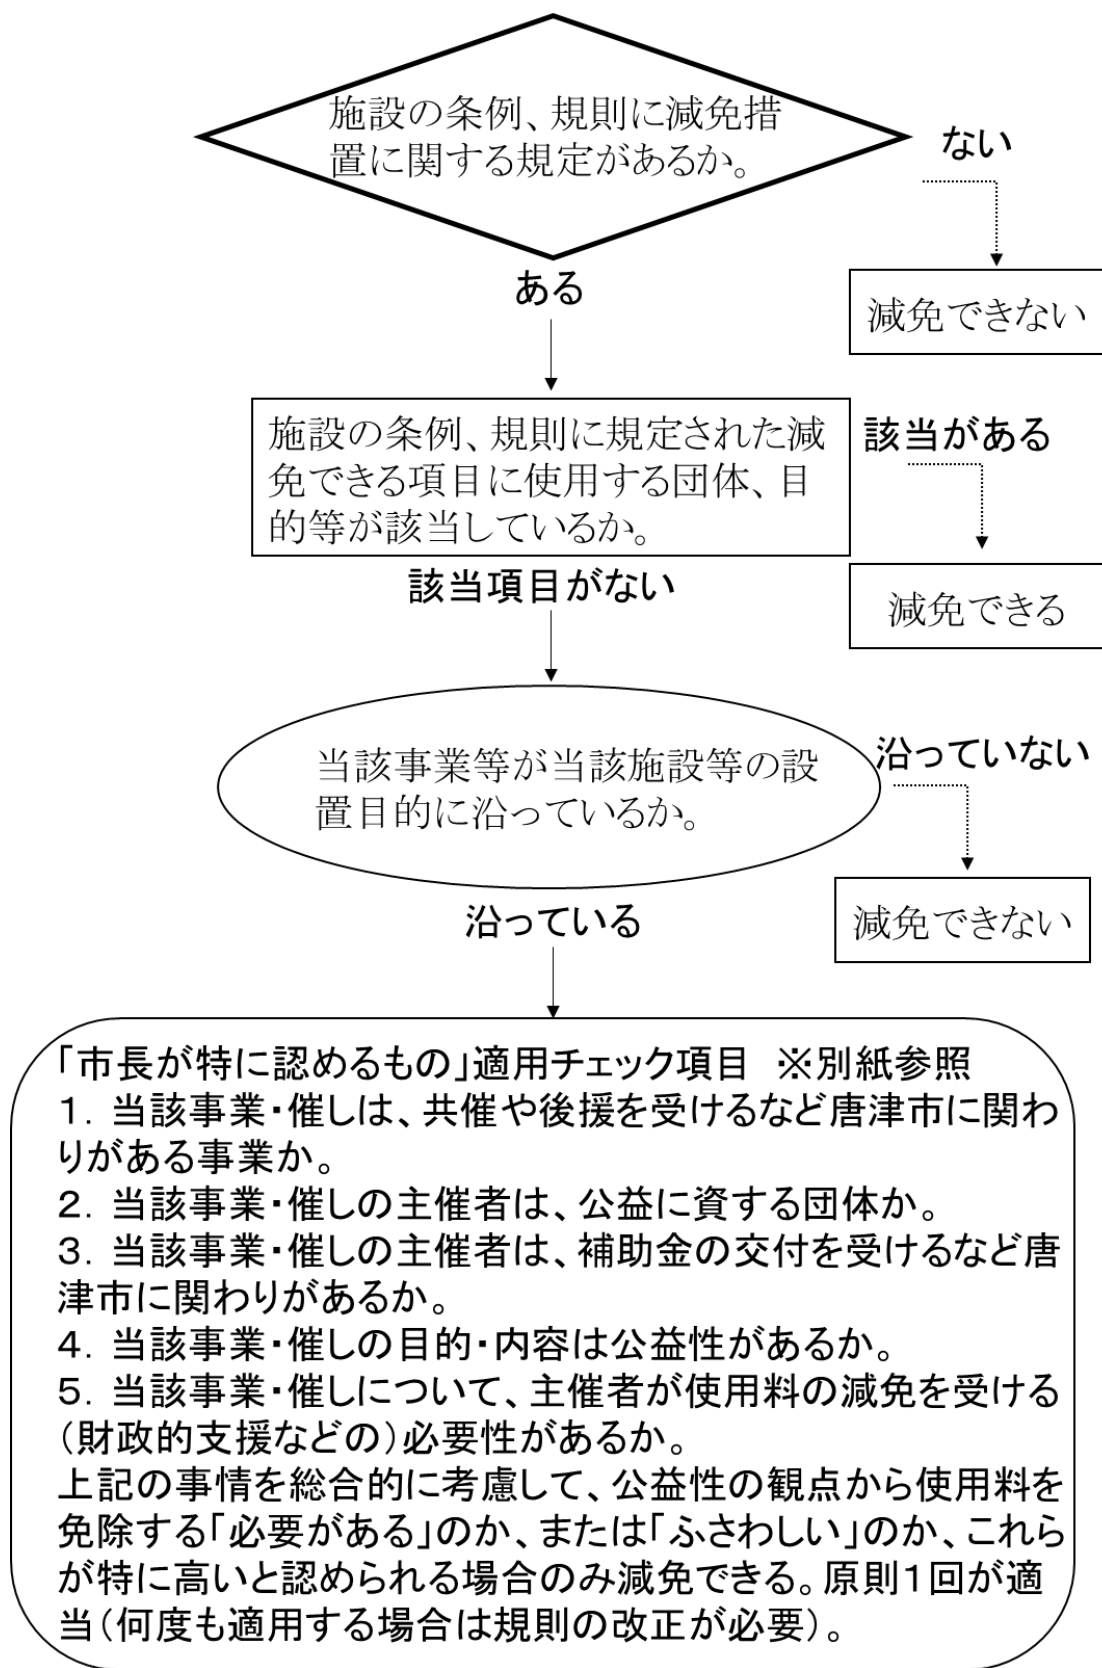 施設の条例、規則に減免措
置に関する規定があるか。
ない
ある
減免できない
施設の条例、規則に規定された減
免できる項目に使用する団体、目
的等が該当しているか。
該当がある
該当項目がない
減免できる
当該事業等が当該施設等の設
置目的に沿っているか。
沿っていない
沿っている
減免できない
「市長が特に認めるもの」適用チェック項目　※別紙参照
１．当該事業・催しは、共催や後援を受けるなど唐津市に関わ
りがある事業か。
２．当該事業・催しの主催者は、公益に資する団体か。
３．当該事業・催しの主催者は、補助金の交付を受けるなど唐
津市に関わりがあるか。
４．当該事業・催しの目的・内容は公益性があるか。
５．当該事業・催しについて、主催者が使用料の減免を受ける
（財政的支援などの）必要性があるか。
上記の事情を総合的に考慮して、公益性の観点から使用料を
免除する「必要がある」のか、または「ふさわしい」のか、これら
が特に高いと認められる場合のみ減免できる。原則１回が適
当（何度も適用する場合は規則の改正が必要）。